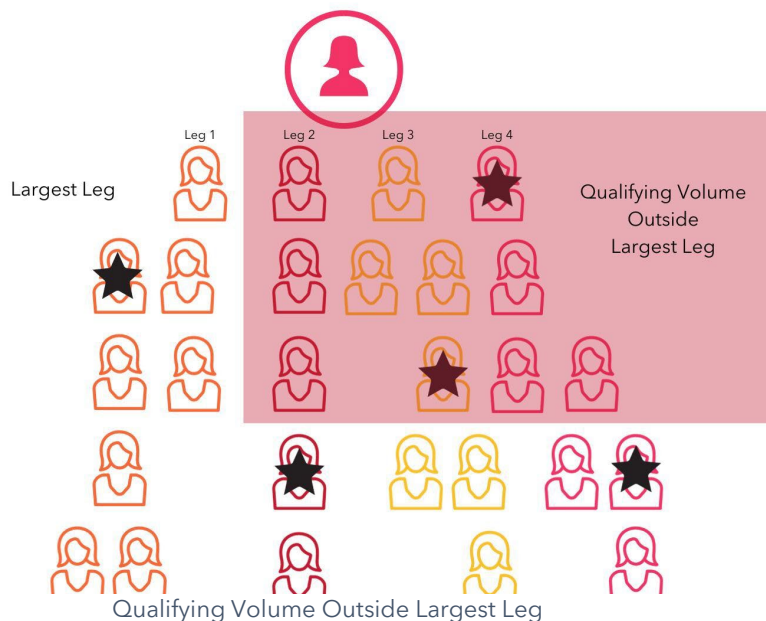 Leg 1
Leg 2
Leg 3
Leg 4
Largest Leg
Qualifying Volume
Outside
Largest Leg
Qualifying Volume Outside Largest Leg